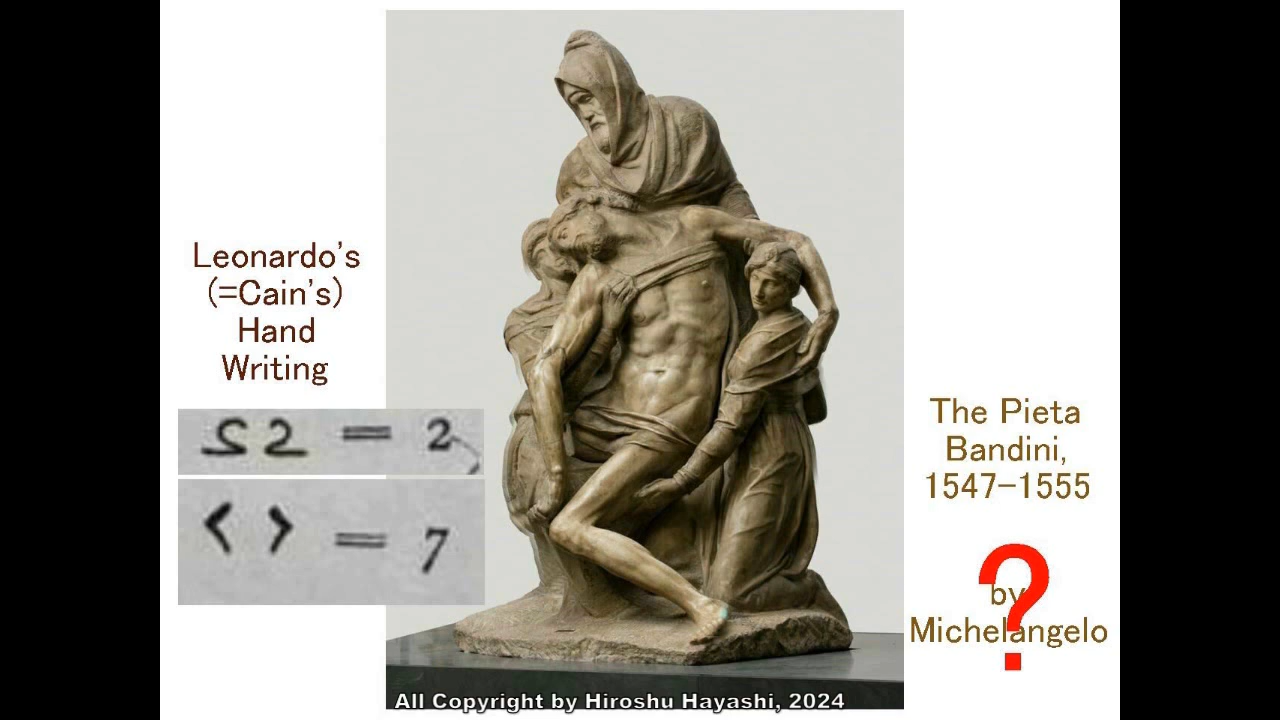 Leonardo's
(=Cain's)
Hand
Writing
S2 = 2
< > = 7
The Pieta
Bandini,
1547-1555
?
by
Michelangelo
All Copyright by Hiroshu Hayashi, 2024